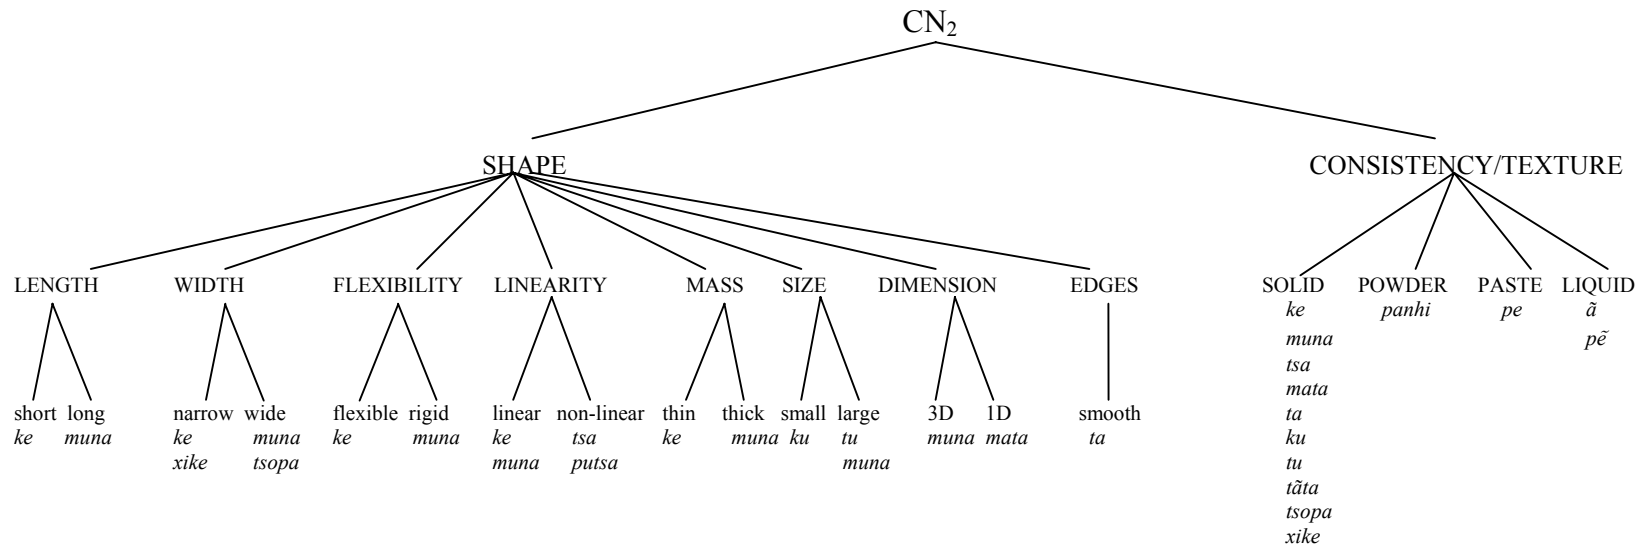 CN₂
SHAPE CONSISTENCY/TEXTURE
LENGTH WIDTH FLEXIBILITY LINEARITY MASS SIZE DIMENSION EDGES SOLID POWDER PASTE LIQUID
ke panhi pe ã
muna pẽ
tsa
mata
short long narrow wide flexible rigid linear non-linear thin thick small large 3D 1D smooth ta
ke muna ke muna ke muna ke tsa ke muna ku tu muna mata ta ku
xike tsopa muna putsa muna tu
tãta
tsopa
xike